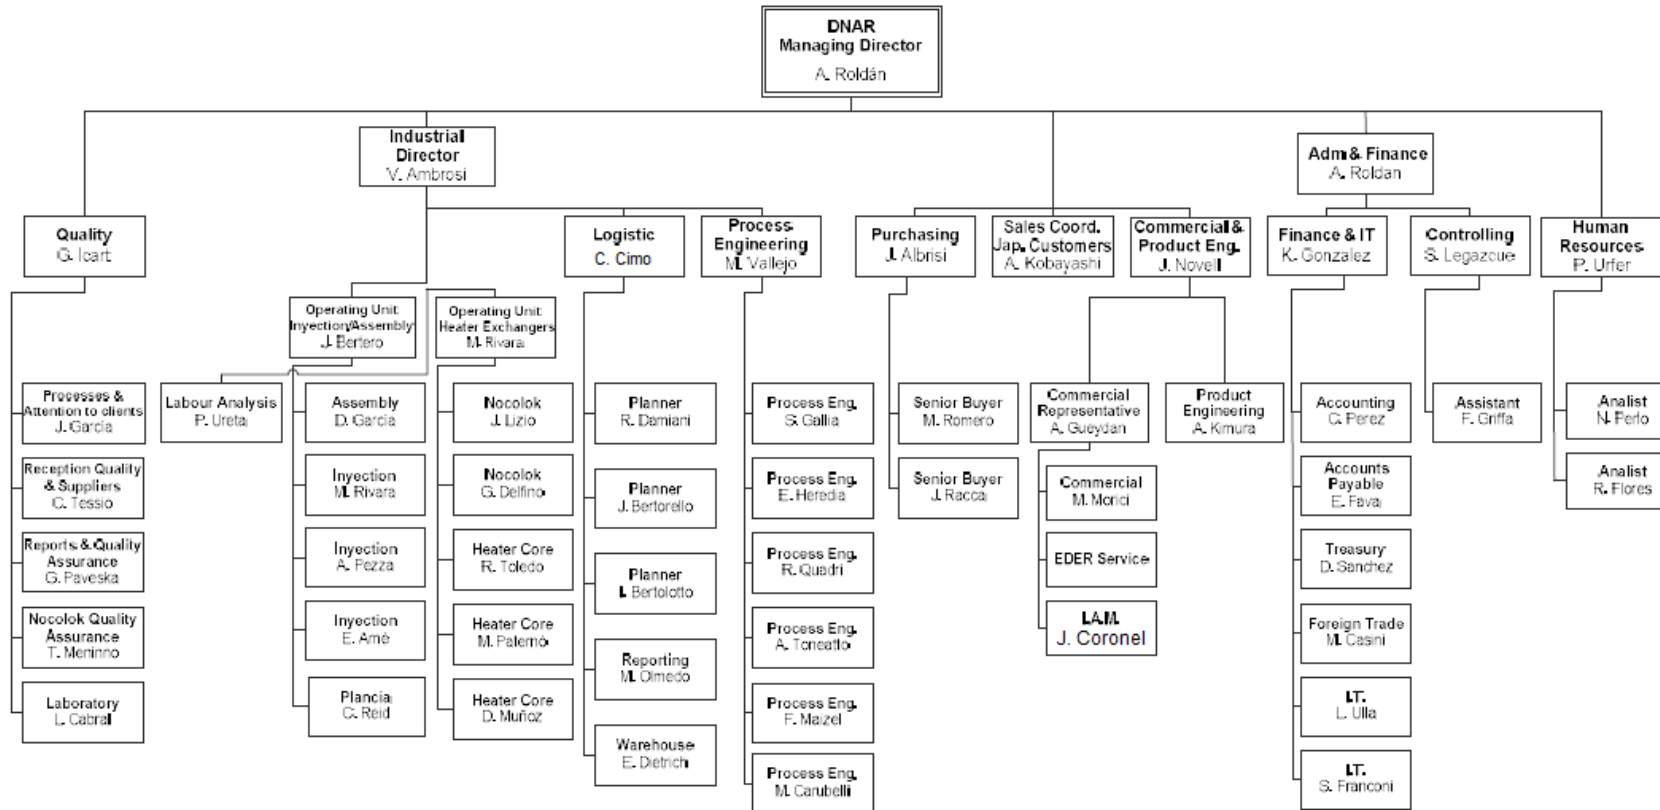 DNAR
Managing Director
A. Roldán
Industrial
Director
V. Ambrosi
Adm & Finance
A. Roldan
Quality
G. Icart
Logistic
C. Cimo
Process
Engineering
M. Vallejo
Purchasing
J. Albrisi
Sales Coord.
Jap. Customers
A. Kobayashi
Commercial &
Product Eng.
J. Novell
Finance & IT
K. Gonzalez
Controlling
S. Legazcue
Human
Resources
P. Urfer
Operating Unit
Inyection/Assembly
J. Bertero
Operating Unit
Heater Exchangers
M. Rivara
Processes &
Attention to clients
J. Garcia
Labour Analysis
P. Ureta
Assembly
D. Garcia
Nocolok
J. Lizio
Planner
R. Damiani
Process Eng.
S. Gallia
Senior Buyer
M. Romero
Commercial
Representative
A. Gueydan
Product
Engineering
A. Kimura
Accounting
C. Perez
Assistant
F. Griffa
Analist
N. Perlo
Reception Quality
& Suppliers
C. Tessio
Inyection
M. Rivara
Nocolok
G. Delfino
Planner
J. Bertorello
Process Eng.
E. Heredia
Senior Buyer
J. Racca
Commercial
M. Morici
Accounts
Payable
E. Fava
Analist
R. Flores
Reports & Quality
Assurance
G. Paveska
Inyection
A. Pezza
Heater Core
R. Toledo
Planner
I. Bertolotto
Process Eng.
R. Quadri
EDER Service
Treasury
D. Sanchez
Nocolok Quality
Assurance
T. Meninno
Inyection
E. Amé
Heater Core
M. Palernó
Reporting
M. Olmedo
Process Eng.
A. Toneatto
I.A.M.
J. Coronel
Foreign Trade
M. Casini
Laboratory
L. Cabral
Plancia
C. Reid
Heater Core
D. Muñoz
Warehouse
E. Dietrich
Process Eng.
F. Maizel
I.T.
L. Ulla
Process Eng.
M. Carubelli
I.T.
S. Franconi